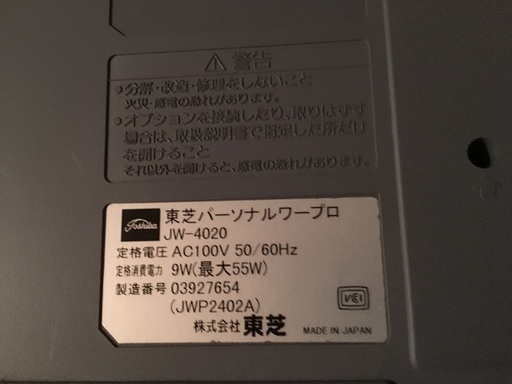 ⚠警告
●分解・改造・修理をしないこと
火災・感電の恐れがあります。
●オプションを接続したり、取りはずす
場合は、取扱説明書で指定した所だけ
を開けること
それ以外を開けると、感電の恐れがあります。
Toshiba
東芝パーソナルワープロ
JW-4020
定格電圧 AC100V 50/60Hz
定格消費電力 9W(最大55W)
製造番号 03927654
(JWP2402A)
VCI
株式会社 東芝
MADE IN JAPAN